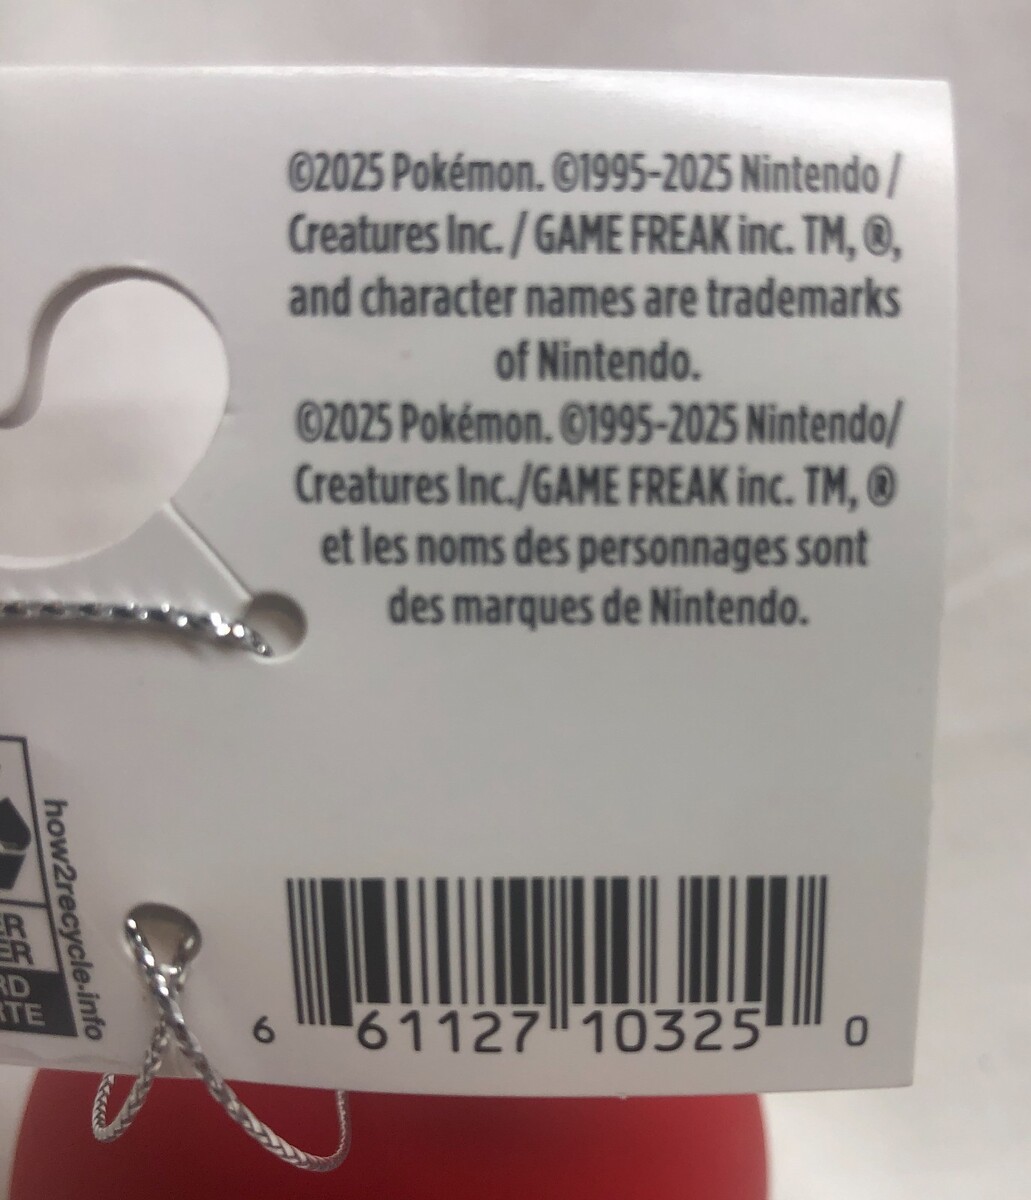 ©2025 Pokémon. ©1995-2025 Nintendo /
Creatures Inc. / GAME FREAK inc. TM, ®,
and character names are trademarks
of Nintendo.
©2025 Pokémon. ©1995-2025 Nintendo/
Creatures Inc./GAME FREAK inc. TM, ®
et les noms des personnages sont
des marques de Nintendo.
how2recycle.info
6 61127 10325 0